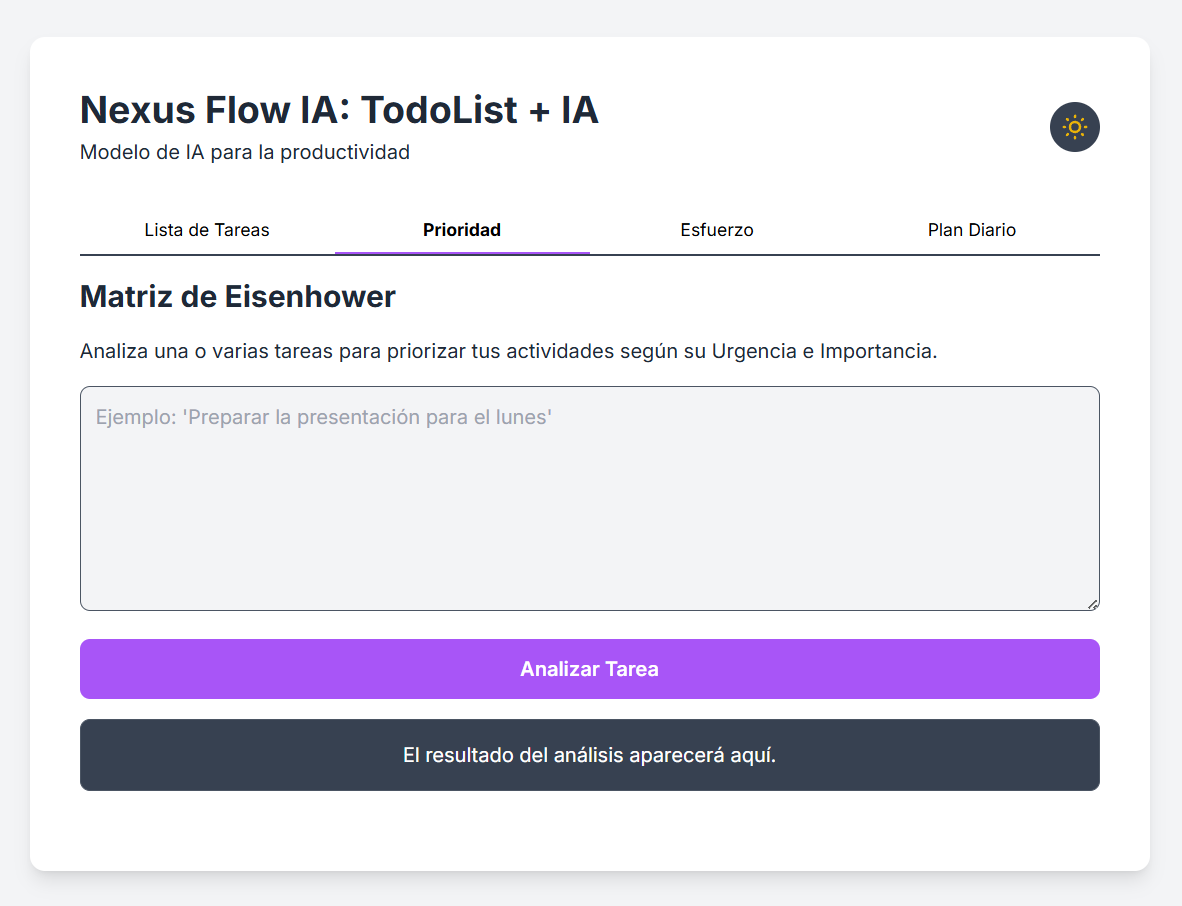 Nexus Flow IA: TodoList + IA
Modelo de IA para la productividad
Lista de Tareas
Prioridad
Esfuerzo
Plan Diario
Matriz de Eisenhower
Analiza una o varias tareas para priorizar tus actividades según su Urgencia e Importancia.
Ejemplo: 'Preparar la presentación para el lunes'
Analizar Tarea
El resultado del análisis aparecerá aquí.